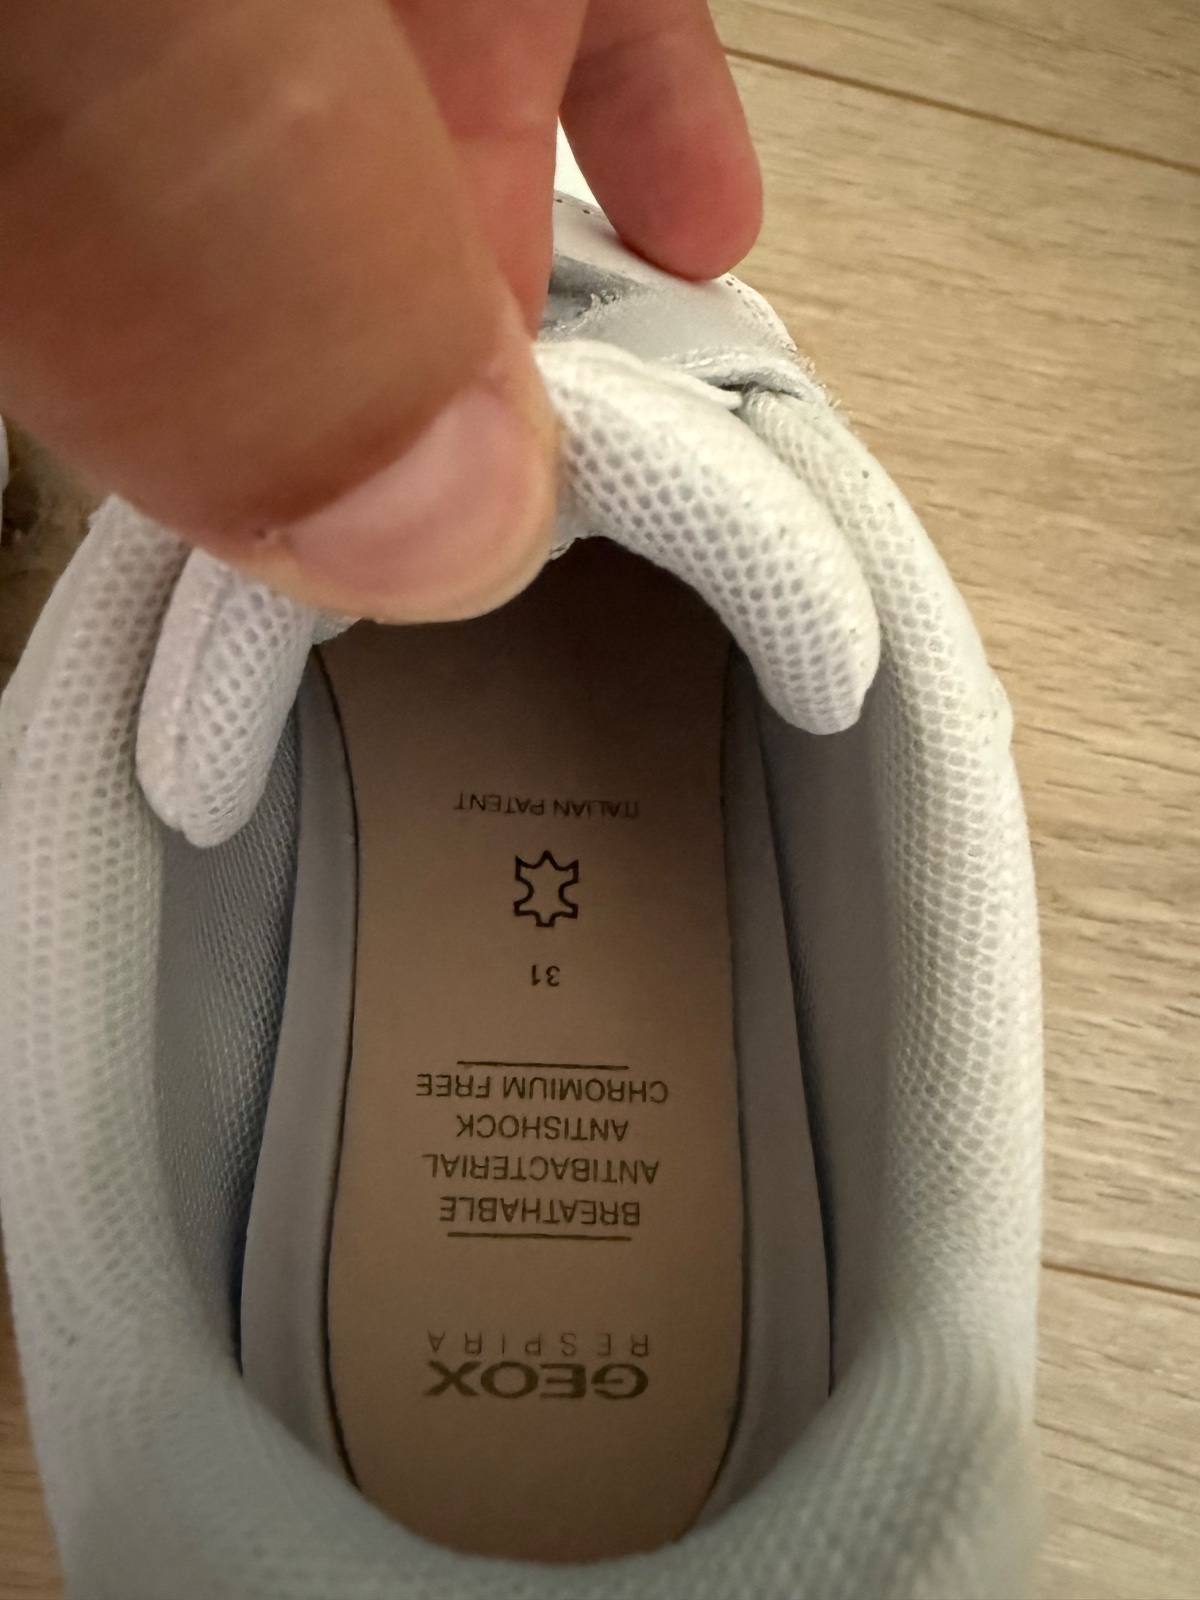 GEOX
RESPIRA
BREATHABLE
ANTIBACTERIAL
ANTISHOCK
CHROMIUM FREE
31
ITALIAN PATENT